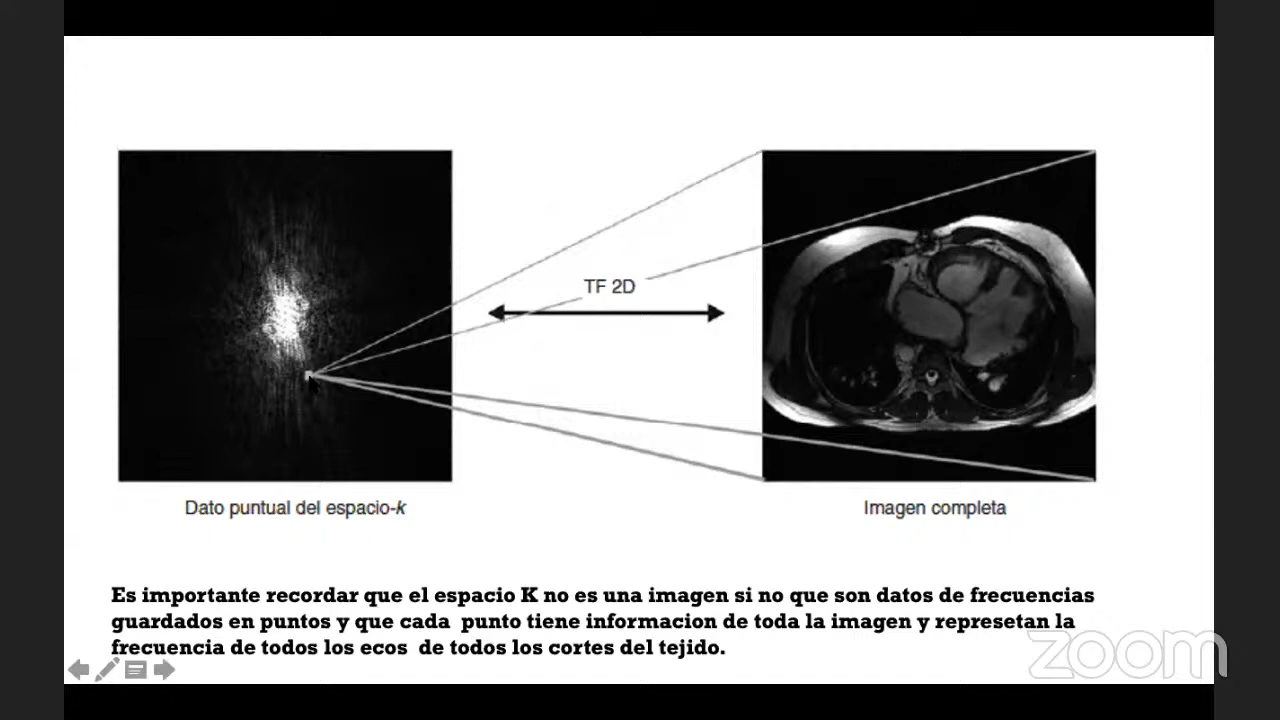 TF 2D
Dato puntual del espacio-k
Imagen completa
Es importante recordar que el espacio K no es una imagen si no que son datos de frecuencias
guardados en puntos y que cada punto tiene informacion de toda la imagen y represetan la
frecuencia de todos los ecos de todos los cortes del tejido.
zoom